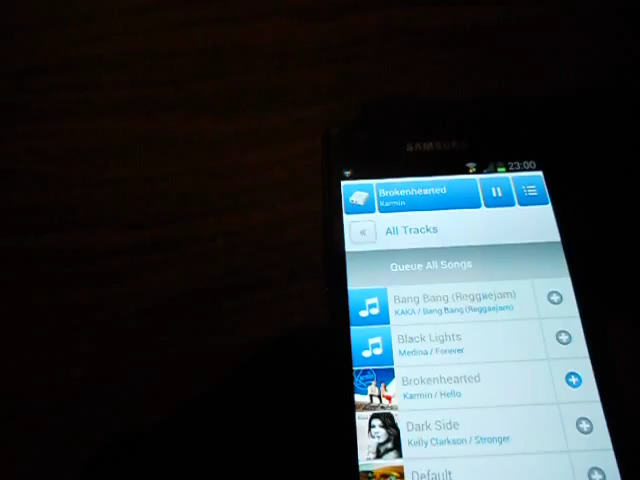 SAMSUNG
23:00
Brokenhearted
Karmin
All Tracks
Queue All Songs
Bang Bang (Reggaejam)
KAKA / Bang Bang (Reggaejam)
Black Lights
Medina / Forever
Brokenhearted
Karmin / Hello
Dark Side
Kelly Clarkson / Stronger
Default